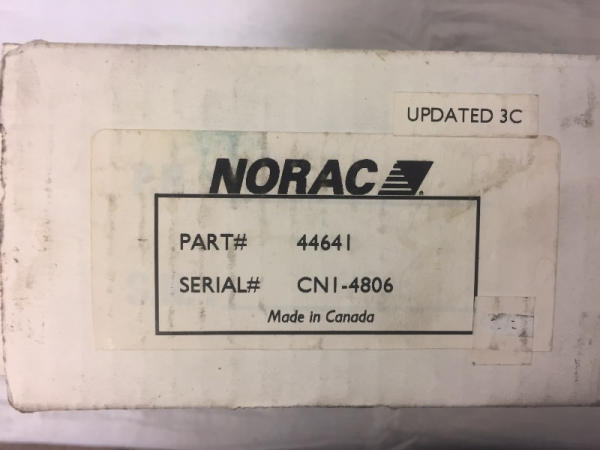 UPDATED 3C
NORAC
PART# 44641
SERIAL# CN1-4806
Made in Canada